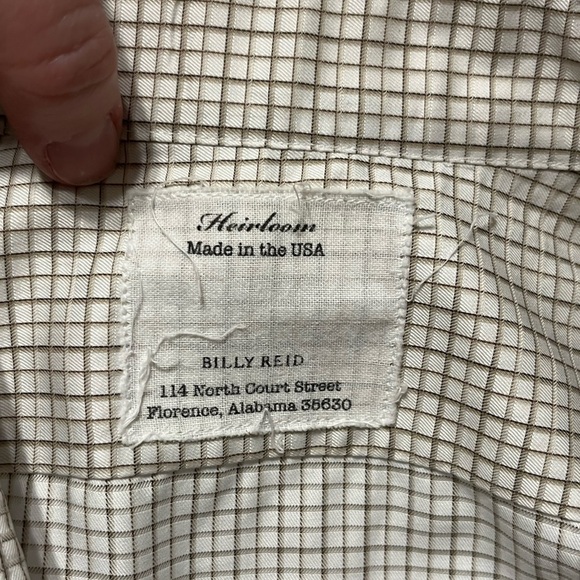 Heirloom
Made in the USA
BILLY REID
114 North Court Street
Florence, Alabama 35630